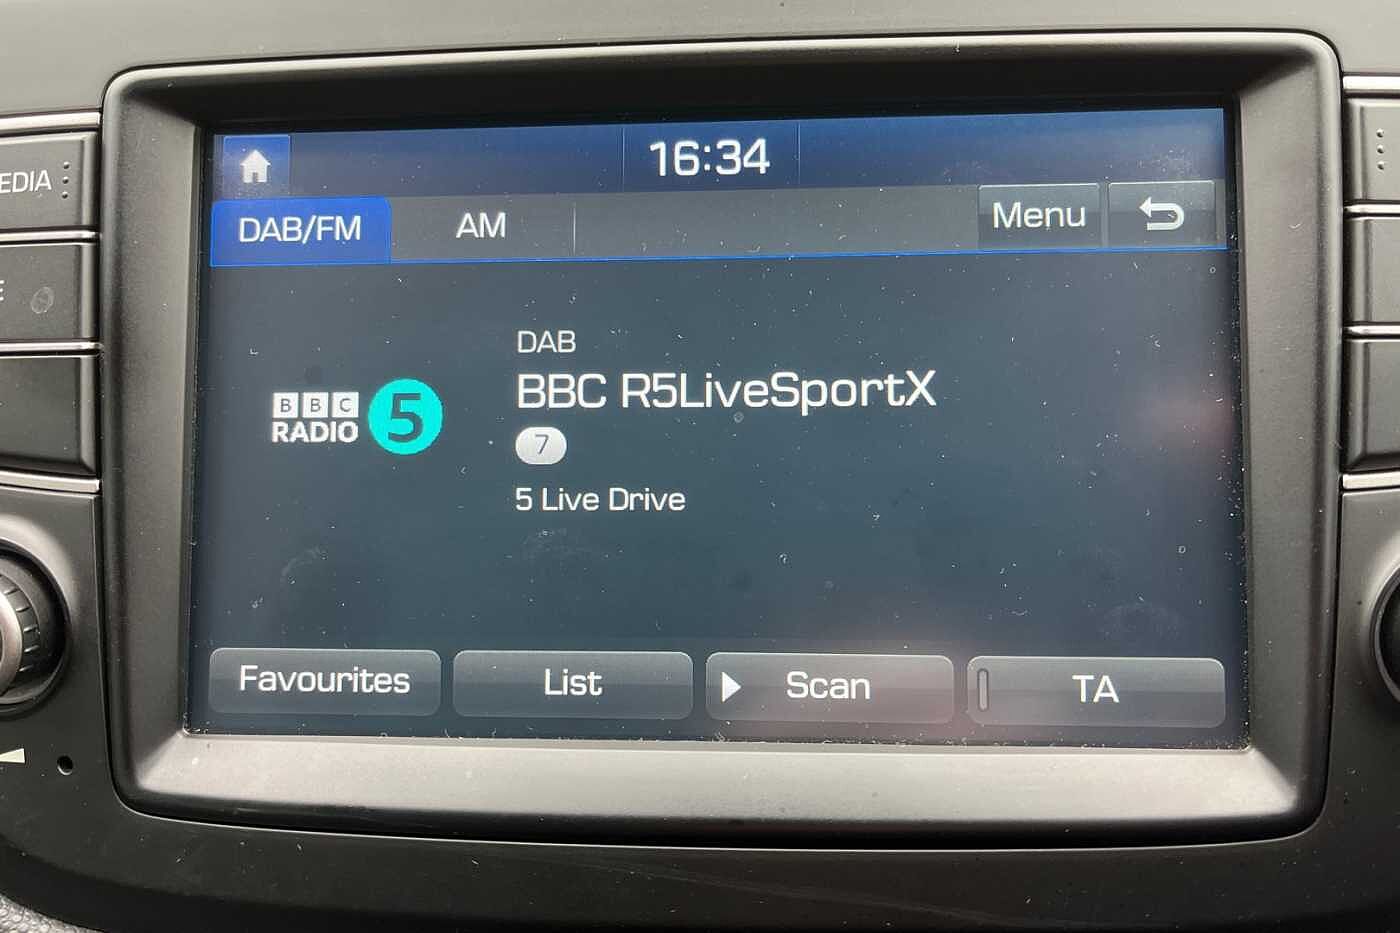 16:34
DAB/FM AM Menu
DAB
BBC R5LiveSportX
7
5 Live Drive
BBC
RADIO 5
Favourites List Scan TA
EDIA
E